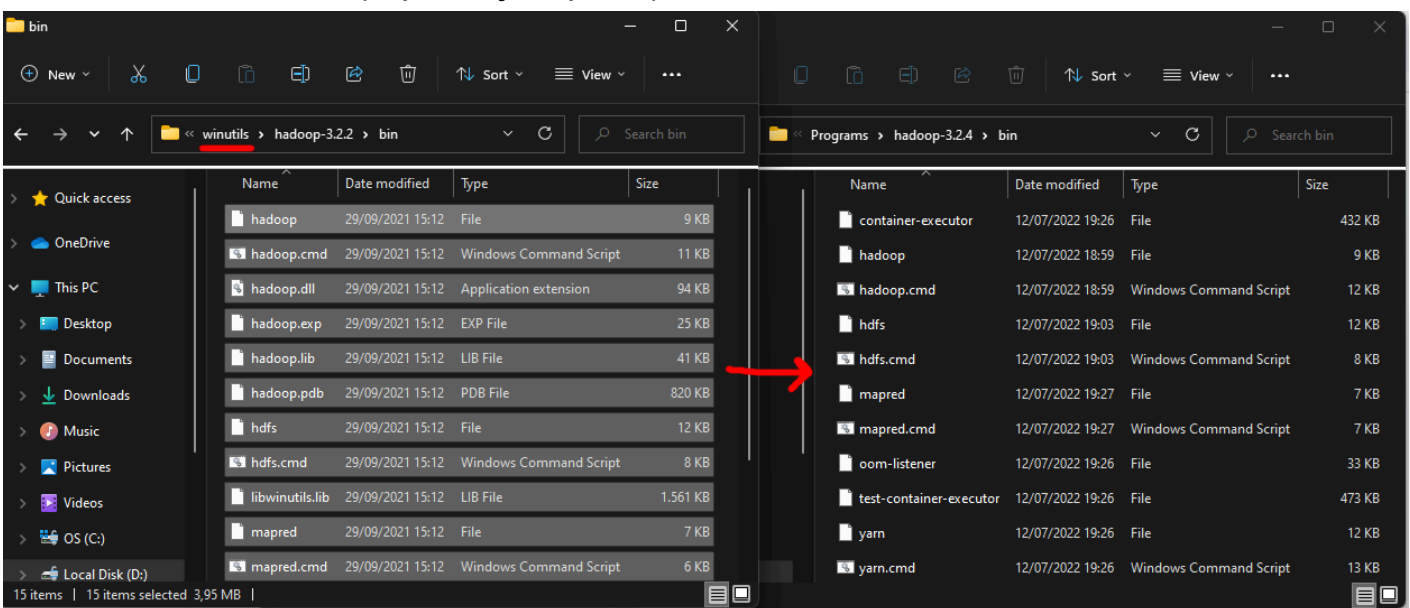 bin
New Sort View ...
<< winutils > hadoop-3.2.2 > bin Search bin
Quick access
OneDrive
This PC
Desktop
Documents
Downloads
Music
Pictures
Videos
OS (C:)
Local Disk (D:)
Name Date modified Type Size
hadoop 29/09/2021 15:12 File 9 KB
hadoop.cmd 29/09/2021 15:12 Windows Command Script 11 KB
hadoop.dll 29/09/2021 15:12 Application extension 94 KB
hadoop.exp 29/09/2021 15:12 EXP File 25 KB
hadoop.lib 29/09/2021 15:12 LIB File 41 KB
hadoop.pdb 29/09/2021 15:12 PDB File 820 KB
hdfs 29/09/2021 15:12 File 12 KB
hdfs.cmd 29/09/2021 15:12 Windows Command Script 8 KB
libwinutils.lib 29/09/2021 15:12 LIB File 1.561 KB
mapred 29/09/2021 15:12 File 7 KB
mapred.cmd 29/09/2021 15:12 Windows Command Script 6 KB
15 items | 15 items selected 3,95 MB |
Sort View ...
<< Programs > hadoop-3.2.4 > bin Search bin
Name Date modified Type Size
container-executor 12/07/2022 19:26 File 432 KB
hadoop 12/07/2022 18:59 File 9 KB
hadoop.cmd 12/07/2022 18:59 Windows Command Script 12 KB
hdfs 12/07/2022 19:03 File 12 KB
hdfs.cmd 12/07/2022 19:03 Windows Command Script 8 KB
mapred 12/07/2022 19:27 File 7 KB
mapred.cmd 12/07/2022 19:27 Windows Command Script 7 KB
oom-listener 12/07/2022 19:26 File 33 KB
test-container-executor 12/07/2022 19:26 File 473 KB
yarn 12/07/2022 19:26 File 12 KB
yarn.cmd 12/07/2022 19:26 Windows Command Script 13 KB